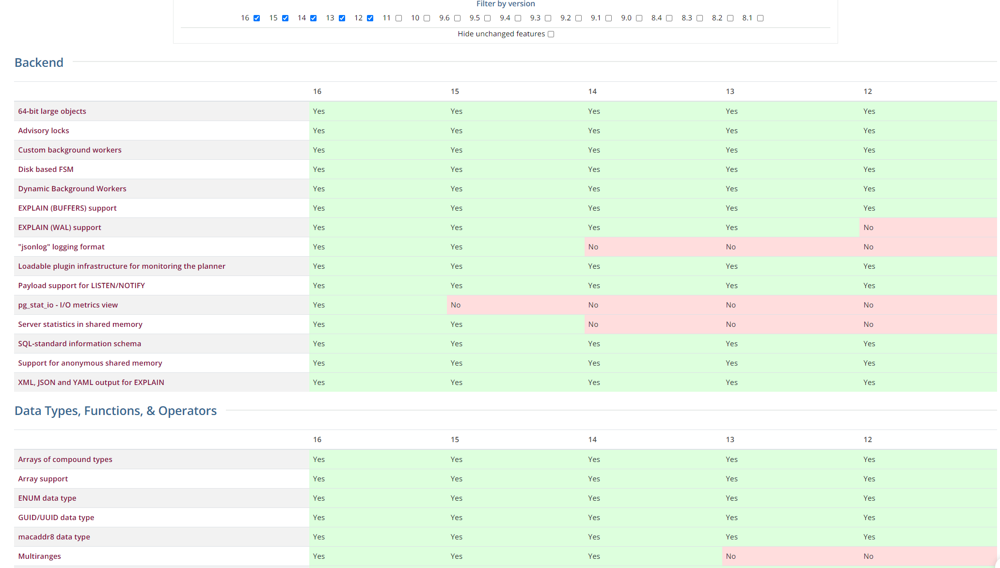 Filter by version
16 15 14 13 12 11 10 9.6 9.5 9.4 9.3 9.2 9.1 9.0 8.4 8.3 8.2 8.1
Hide unchanged features
Backend
16 15 14 13 12
64-bit large objects Yes Yes Yes Yes Yes
Advisory locks Yes Yes Yes Yes Yes
Custom background workers Yes Yes Yes Yes Yes
Disk based FSM Yes Yes Yes Yes Yes
Dynamic Background Workers Yes Yes Yes Yes Yes
EXPLAIN (BUFFERS) support Yes Yes Yes Yes Yes
EXPLAIN (WAL) support Yes Yes Yes Yes No
"jsonlog" logging format Yes Yes No No No
Loadable plugin infrastructure for monitoring the planner Yes Yes Yes Yes Yes
Payload support for LISTEN/NOTIFY Yes Yes Yes Yes Yes
pg_stat_io - I/O metrics view Yes No No No No
Server statistics in shared memory Yes Yes No No No
SQL-standard information schema Yes Yes Yes Yes Yes
Support for anonymous shared memory Yes Yes Yes Yes Yes
XML, JSON and YAML output for EXPLAIN Yes Yes Yes Yes Yes
Data Types, Functions, & Operators
16 15 14 13 12
Arrays of compound types Yes Yes Yes Yes Yes
Array support Yes Yes Yes Yes Yes
ENUM data type Yes Yes Yes Yes Yes
GUID/UUID data type Yes Yes Yes Yes Yes
macaddr8 data type Yes Yes Yes Yes Yes
Multiranges Yes Yes Yes No No